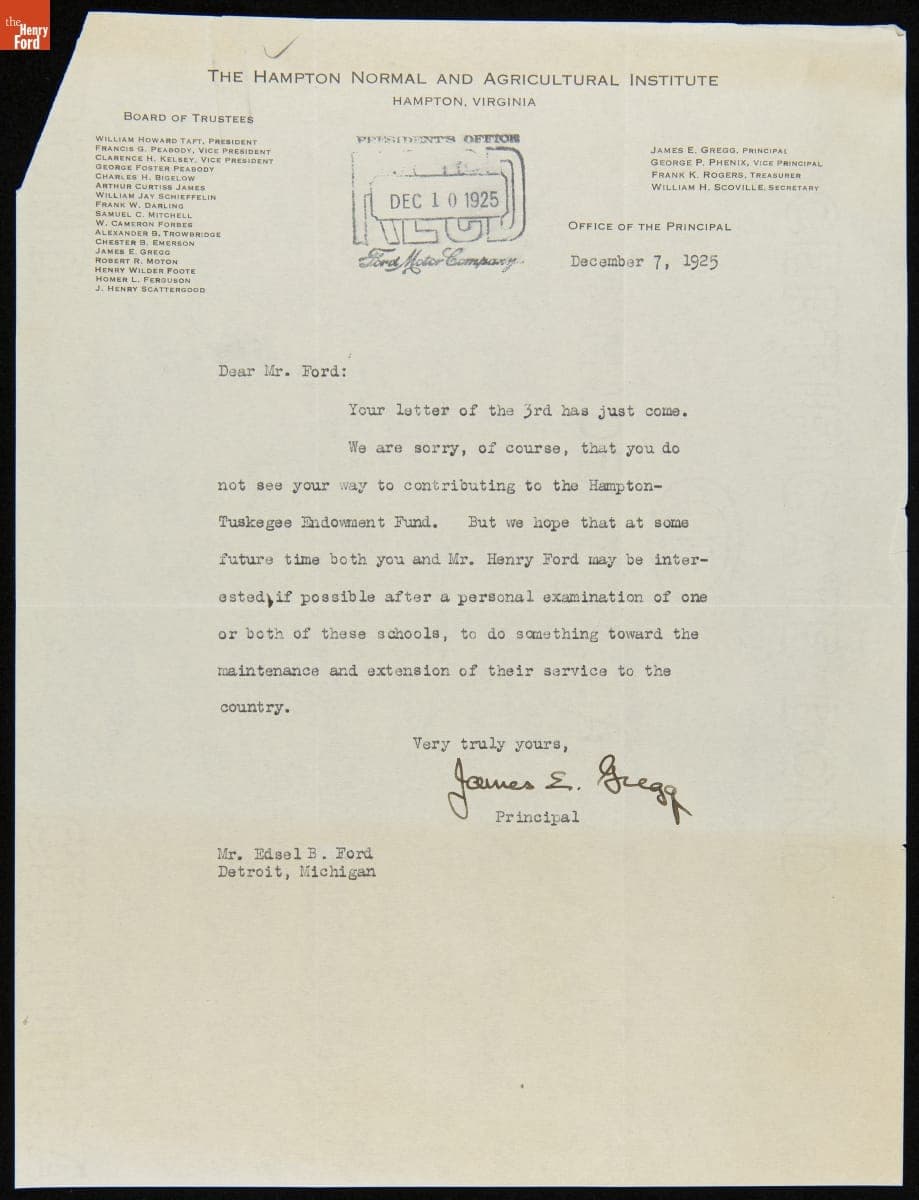 the
Henry
Ford
THE HAMPTON NORMAL AND AGRICULTURAL INSTITUTE
HAMPTON, VIRGINIA
BOARD OF TRUSTEES
WILLIAM HOWARD TAFT, PRESIDENT
FRANCIS G. PEABODY, VICE PRESIDENT
CLARENCE H. KELSEY, VICE PRESIDENT
GEORGE FOSTER PEABODY
CHARLES H. BIGELOW
ARTHUR CURTISS JAMES
WILLIAM JAY SCHIEFFELIN
FRANK W. DARLING
SAMUEL C. MITCHELL
W. CAMERON FORBES
ALEXANDER B. TROWBRIDGE
CHESTER B. EMERSON
JAMES E. GREGG
ROBERT R. MOTON
HENRY WILDER FOOTE
HOMER L. FERGUSON
J. HENRY SCATTERGOOD
PRESIDENT'S OFFICE
DEC 10 1925
REC'D
Ford Motor Company.
JAMES E. GREGG, PRINCIPAL
GEORGE P. PHENIX, VICE PRINCIPAL
FRANK K. ROGERS, TREASURER
WILLIAM H. SCOVILLE, SECRETARY
OFFICE OF THE PRINCIPAL
December 7, 1925
Dear Mr. Ford:
Your letter of the 3rd has just come.
We are sorry, of course, that you do
not see your way to contributing to the Hampton-
Tuskegee Endowment Fund. But we hope that at some
future time both you and Mr. Henry Ford may be inter-
ested, if possible after a personal examination of one
or both of these schools, to do something toward the
maintenance and extension of their service to the
country.
Very truly yours,
James E. Gregg
Principal
Mr. Edsel B. Ford
Detroit, Michigan